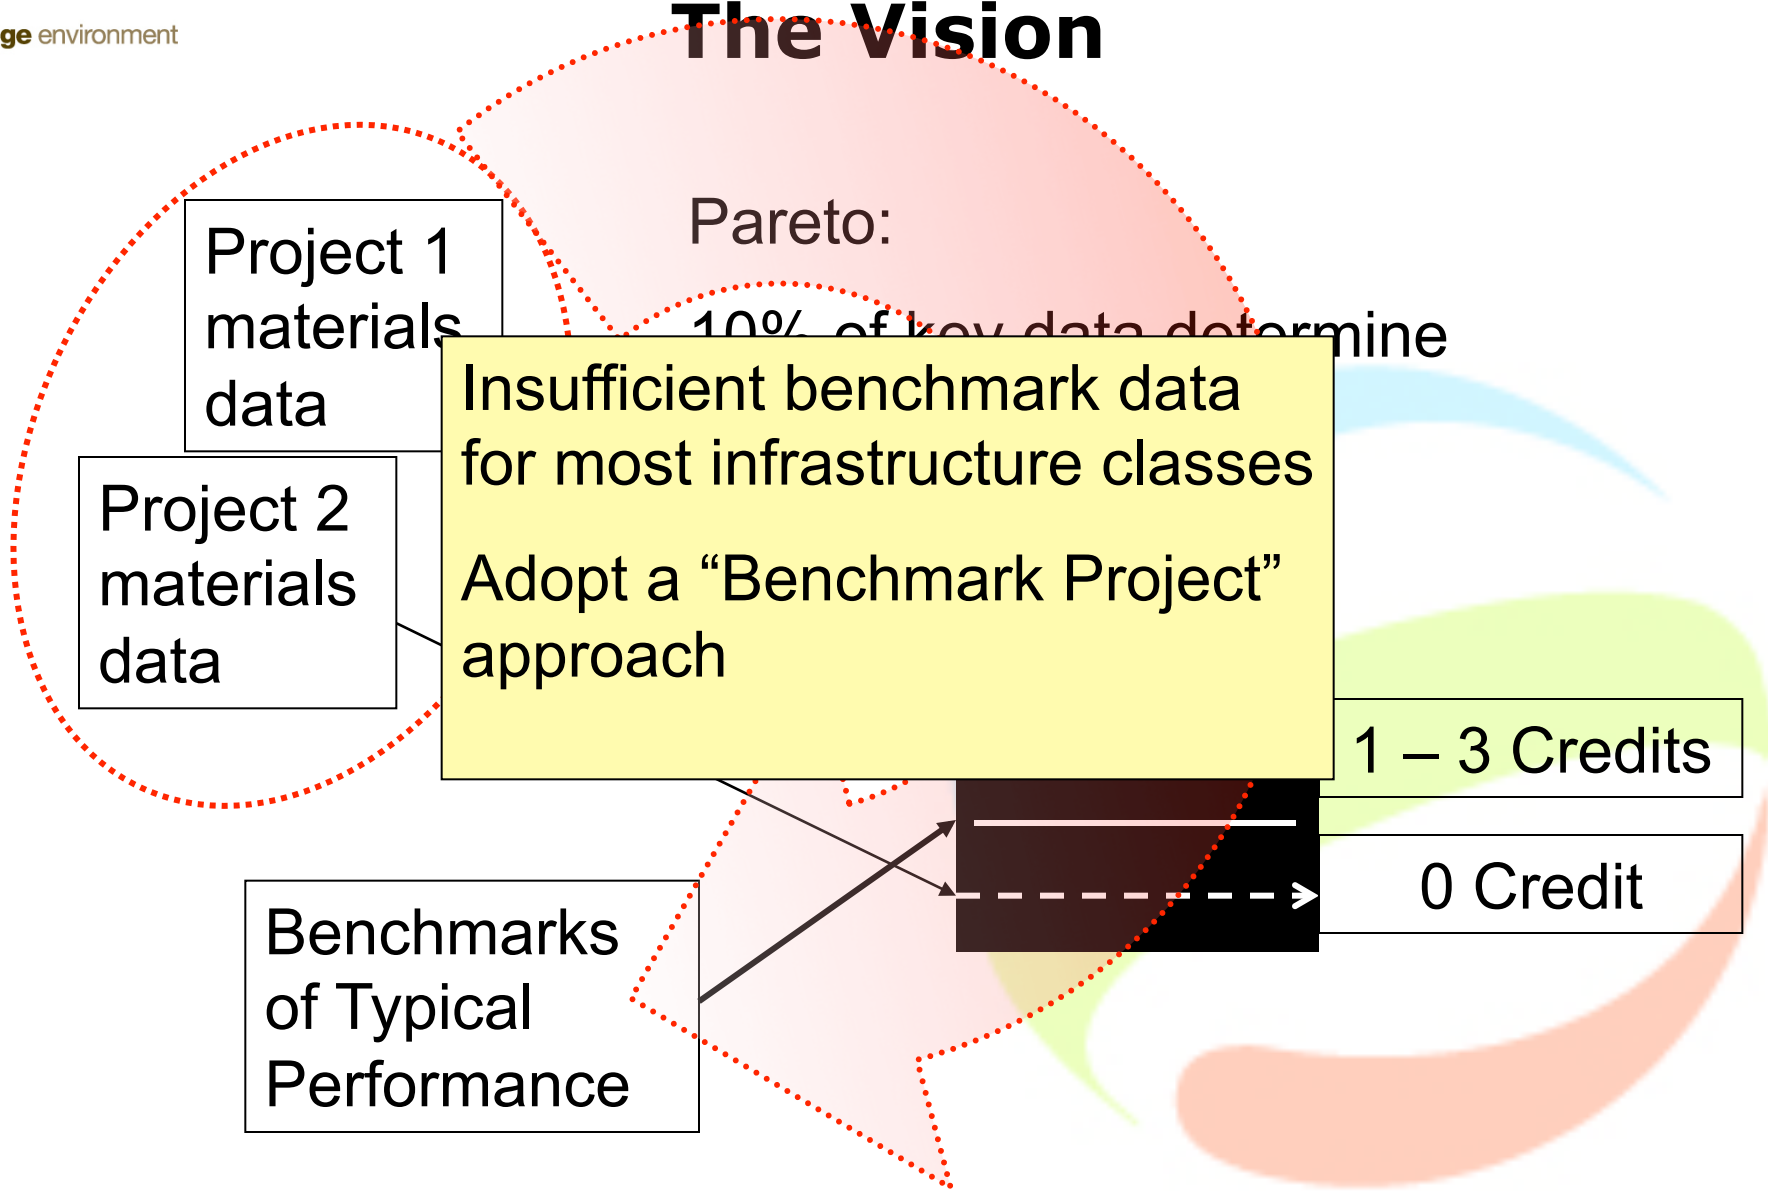 ge environment
The Vision
Pareto:
10% of key data determine
Project 1
materials
data
Insufficient benchmark data
for most infrastructure classes
Adopt a “Benchmark Project”
approach
Project 2
materials
data
1 – 3 Credits
0 Credit
Benchmarks
of Typical
Performance